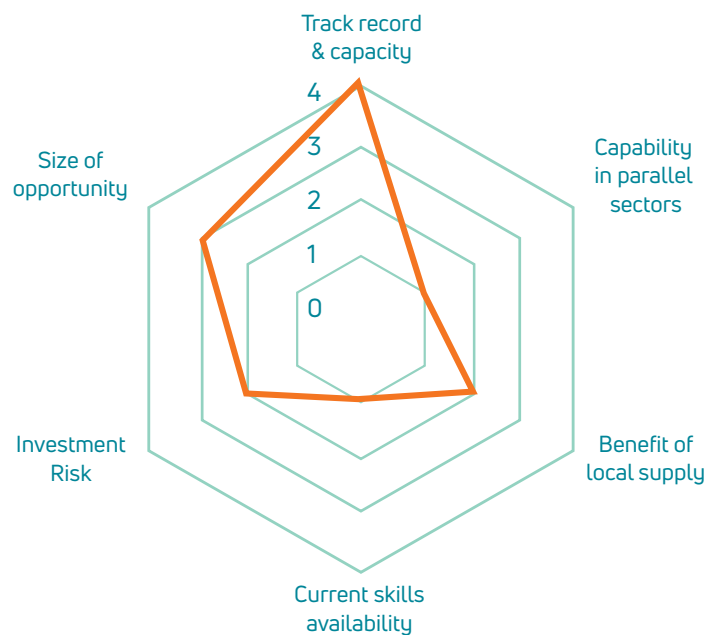 Track record
& capacity
4
3
2
1
0
Size of
opportunity
Capability
in parallel
sectors
Investment
Risk
Benefit of
local supply
Current skills
availability